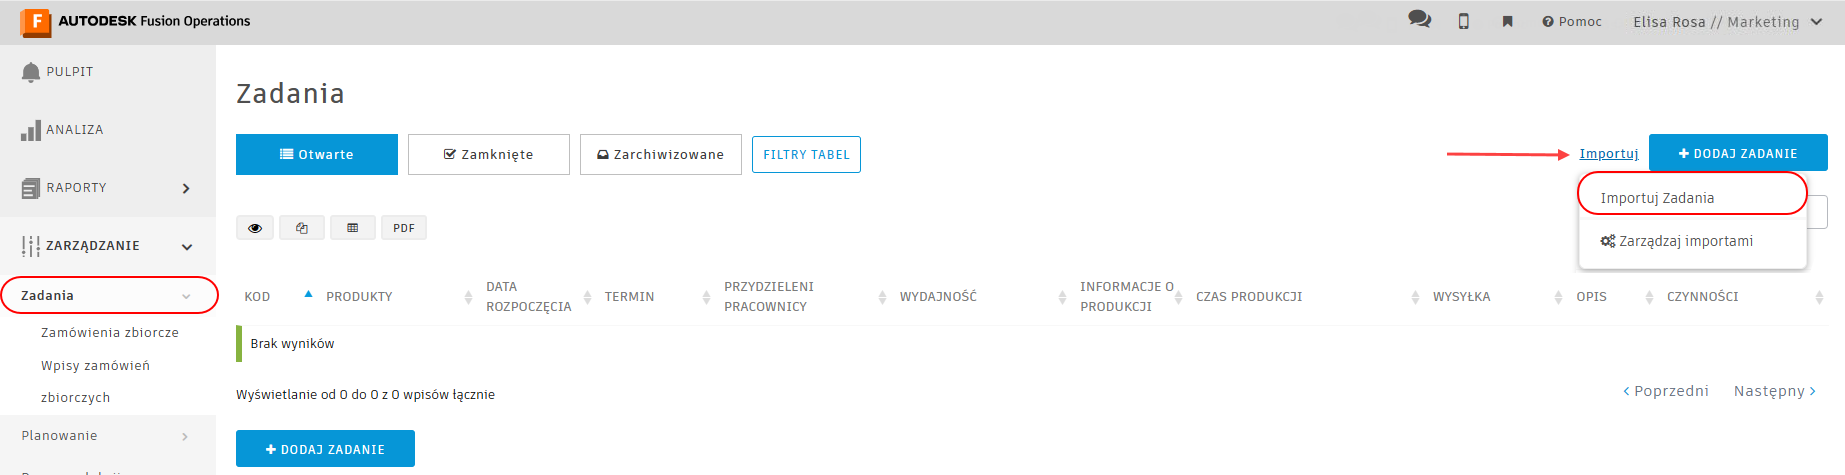 F AUTODESK Fusion Operations
Pomoc
Elisa Rosa // Marketing
PULPIT
ANALIZA
RAPORTY
ZARZĄDZANIE
Zadania
Zamówienia zbiorcze
Wpisy zamówień
zbiorczych
Planowanie
Zadania
Otwarte
Zamknięte
Zarchiwizowane
FILTRY TABEL
Importuj
+ DODAJ ZADANIE
Importuj Zadania
Zarządzaj importami
PDF
KOD
PRODUKTY
DATA
ROZPOCZĘCIA
TERMIN
PRZYDZIELENI
PRACOWNICY
WYDAJNOŚĆ
INFORMACJE O
PRODUKCJI
CZAS PRODUKCJI
WYSYŁKA
OPIS
CZYNNOŚCI
Brak wyników
Wyświetlanie od 0 do 0 z 0 wpisów łącznie
< Poprzedni
Następny >
+ DODAJ ZADANIE